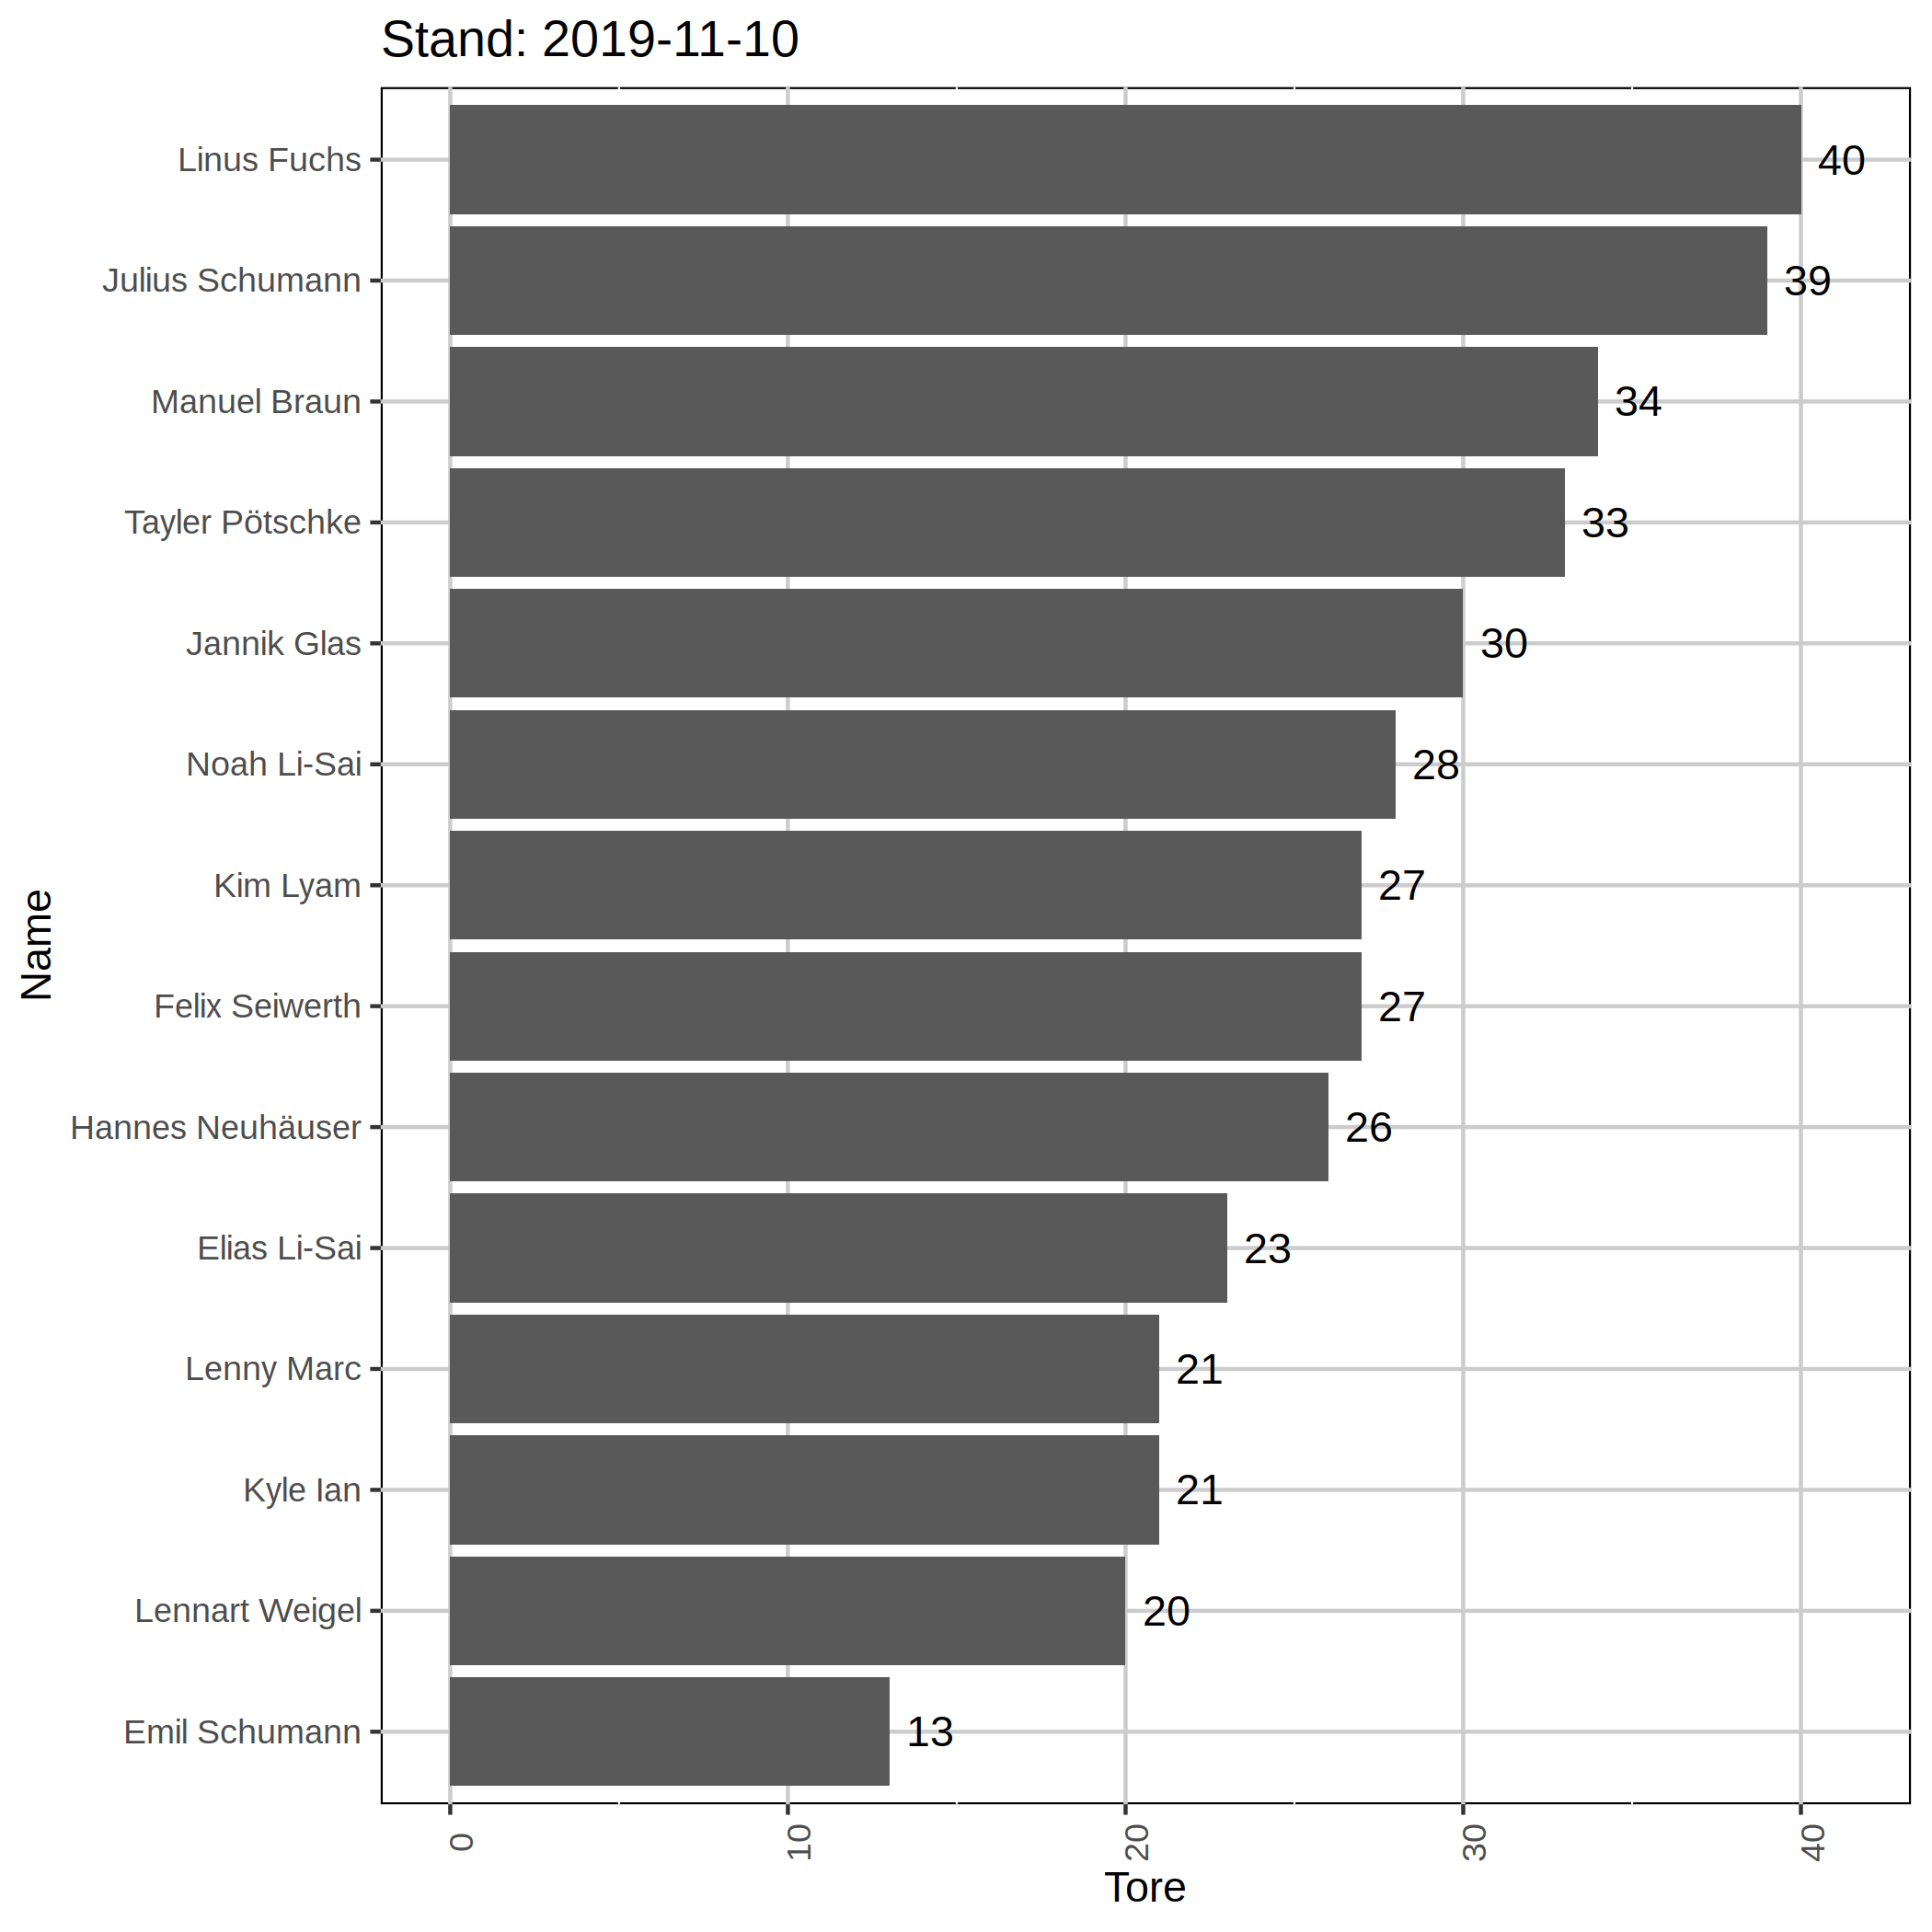 Stand: 2019-11-10
Linus Fuchs 40
Julius Schumann 39
Manuel Braun 34
Tayler Pötschke 33
Jannik Glas 30
Noah Li-Sai 28
Kim Lyam 27
Felix Seiwerth 27
Hannes Neuhäuser 26
Elias Li-Sai 23
Lenny Marc 21
Kyle Ian 21
Lennart Weigel 20
Emil Schumann 13
Name
0 10 20 30 40
Tore